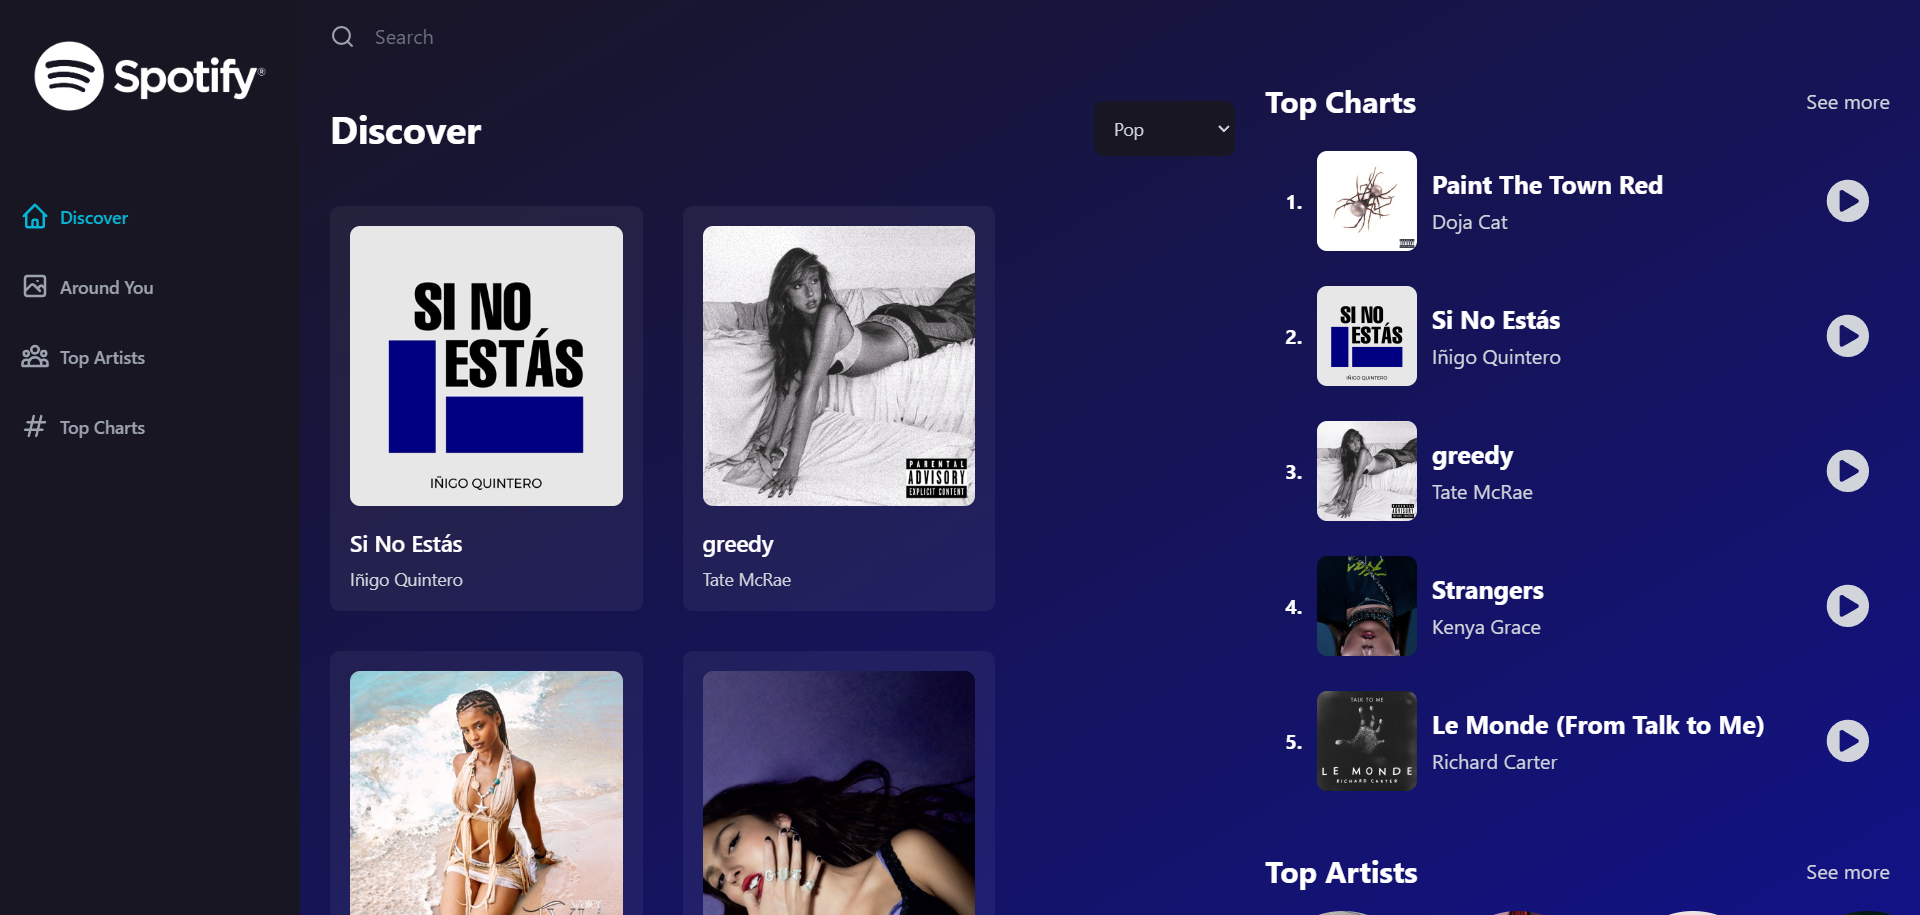 Spotify®
Discover
Around You
Top Artists
Top Charts
Search
Discover
Pop
SI NO
ESTÁS
IÑIGO QUINTERO
Si No Estás
Iñigo Quintero
PARENTAL
ADVISORY
EXPLICIT CONTENT
greedy
Tate McRae
water
Top Charts
See more
1.
Paint The Town Red
Doja Cat
2.
SI NO
ESTÁS
IÑIGO QUINTERO
Si No Estás
Iñigo Quintero
3.
greedy
Tate McRae
4.
Strangers
Kenya Grace
5.
TALK TO ME
LE MONDE
RICHARD CARTER
Le Monde (From Talk to Me)
Richard Carter
Top Artists
See more